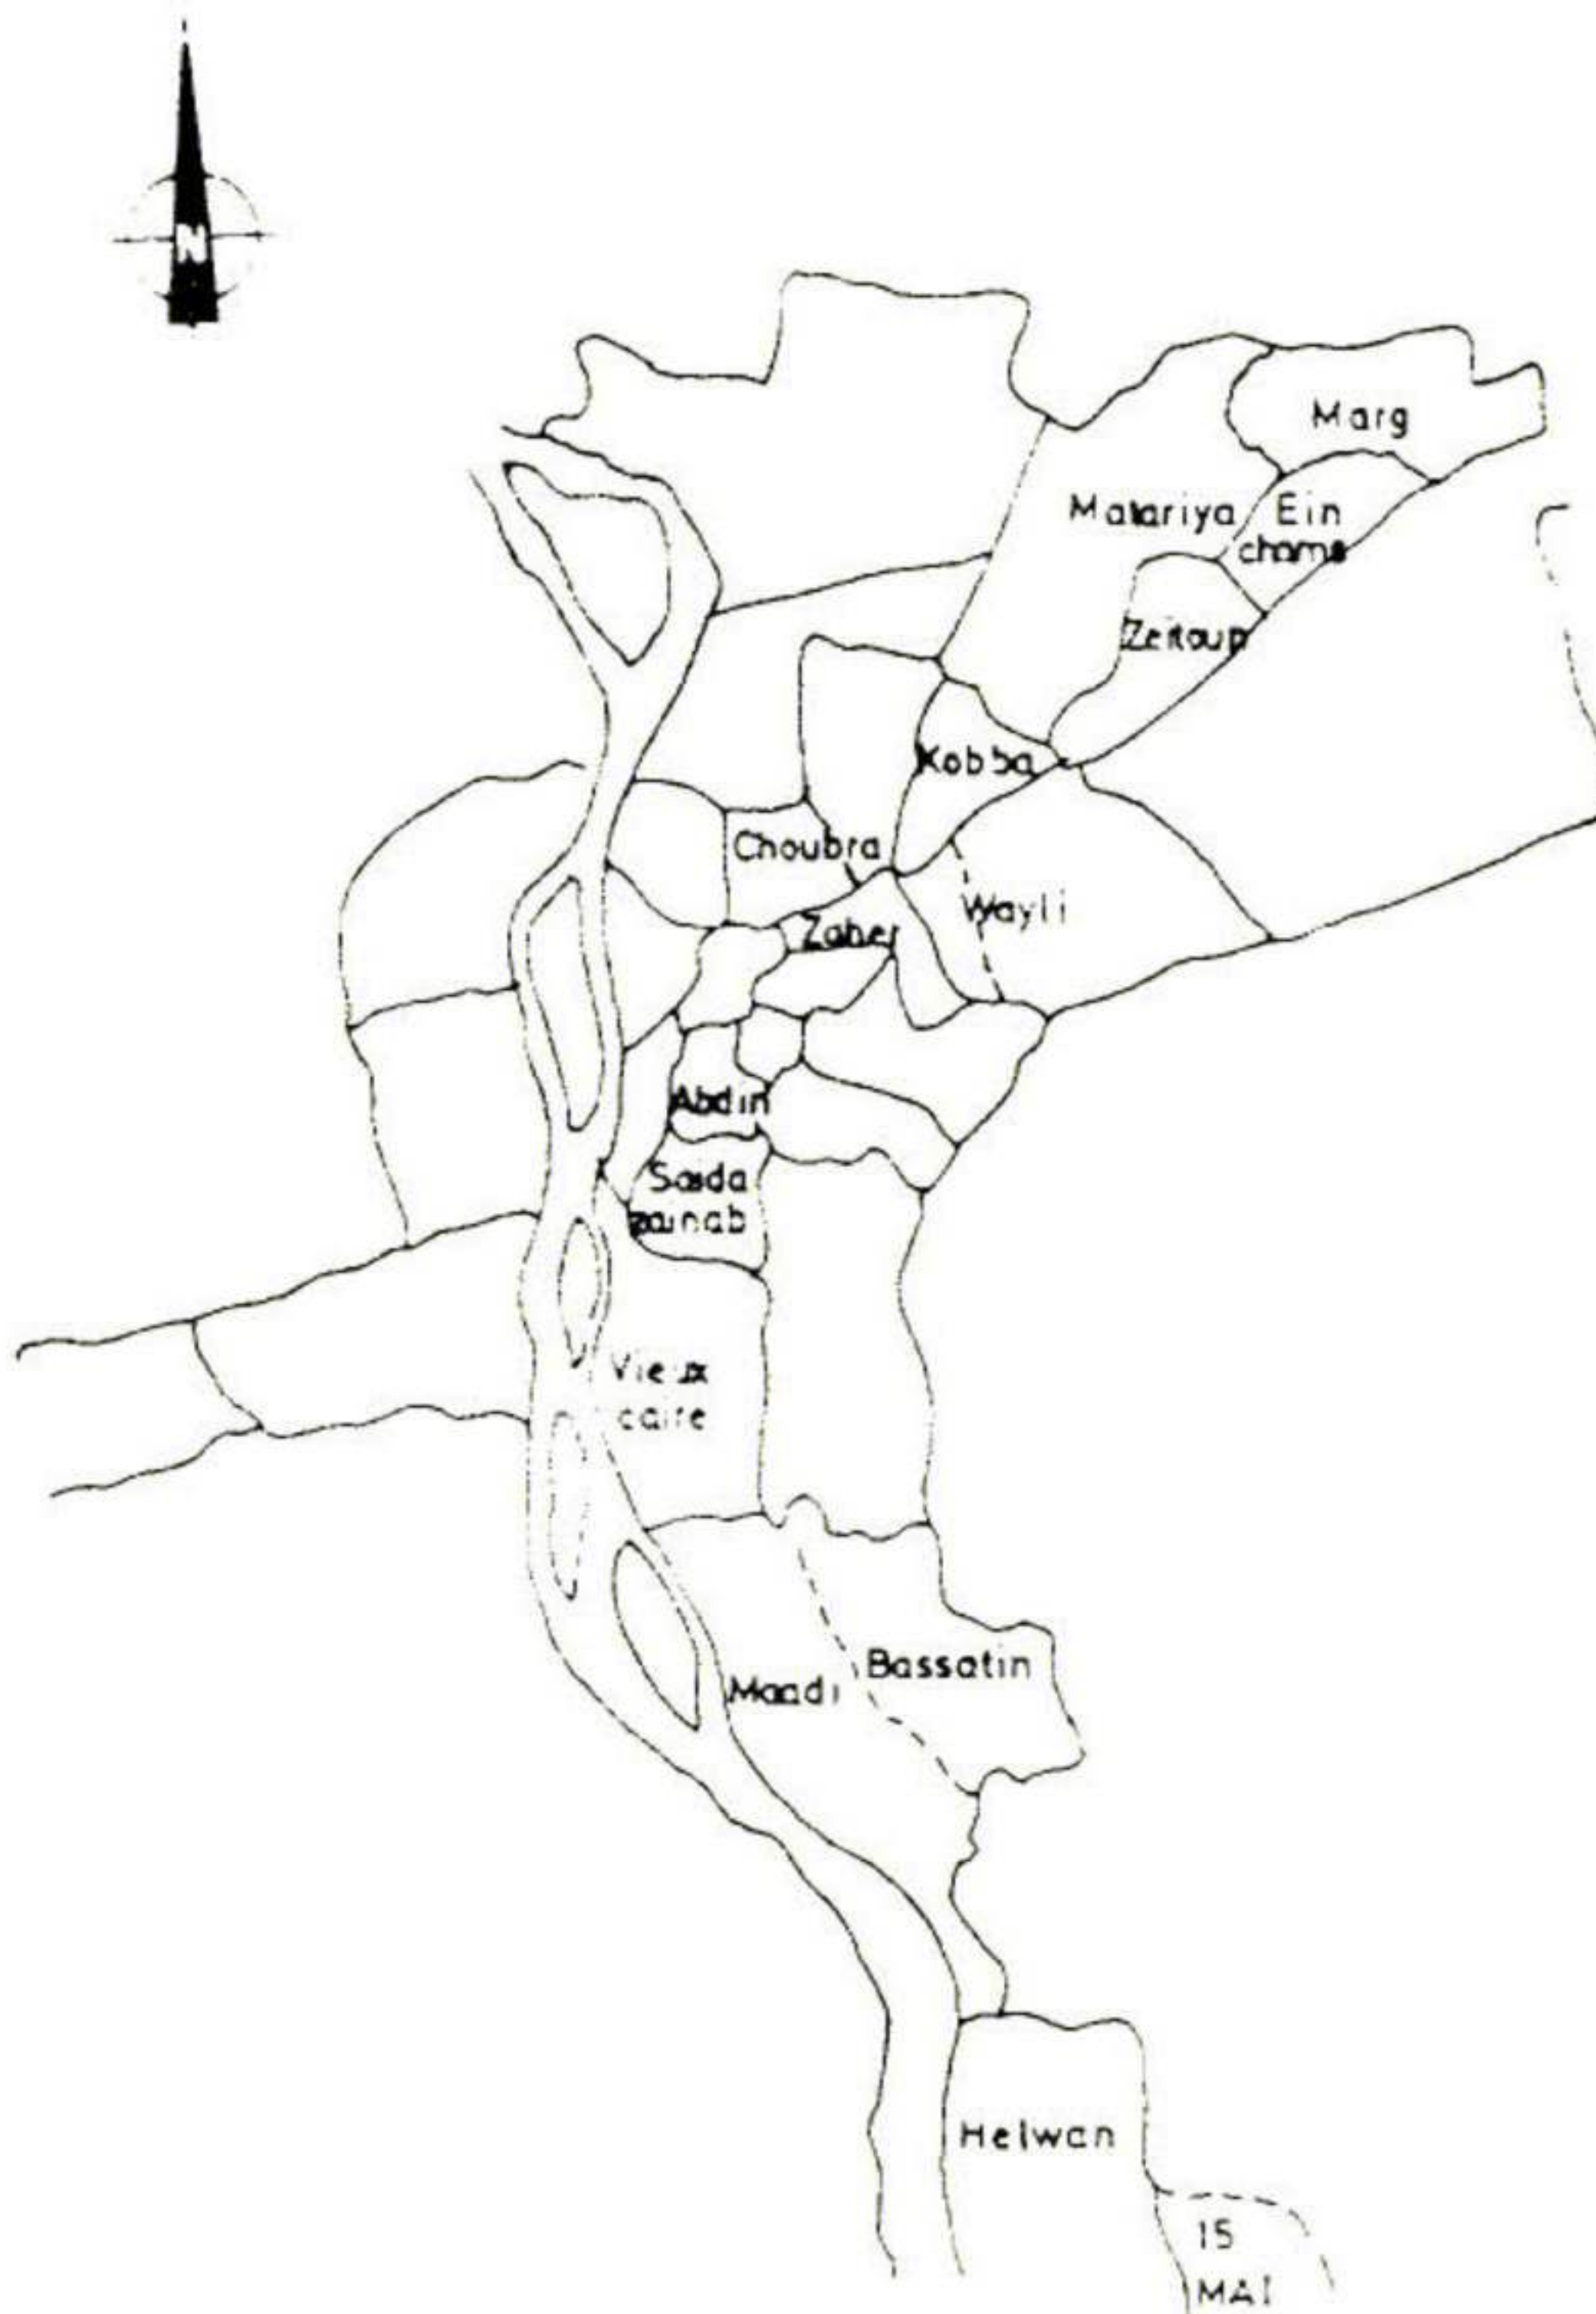 N
Marg
Matariya
Ein
chams
Zeitoun
Kobba
Choubra
Wayli
Zaher
Abdin
Saida
zainab
Vieux
caire
Bassatin
Maadi
Helwan
15
MAI